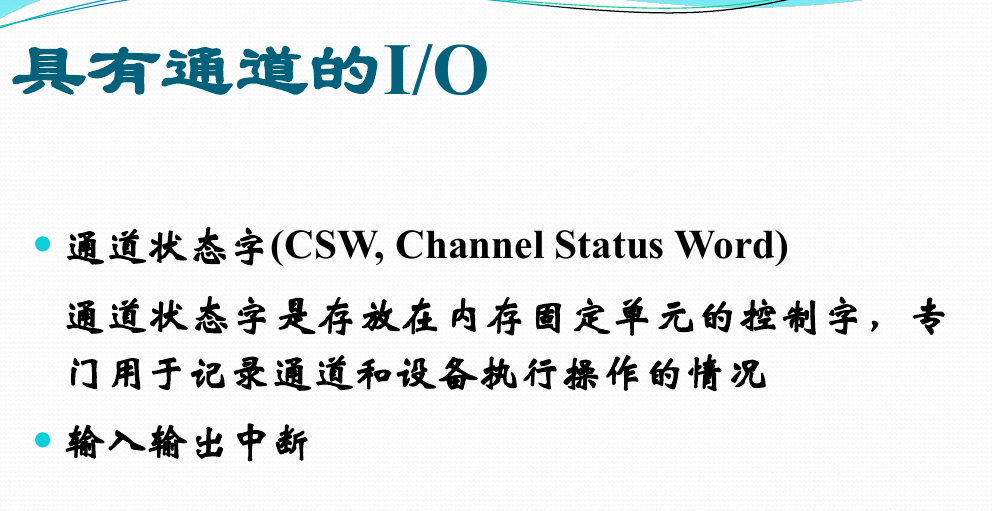 具有通道的I/O
通道状态字(CSW, Channel Status Word)
通道状态字是存放在内存固定单元的控制字，专
门用于记录通道和设备执行操作的情况
输入输出中断